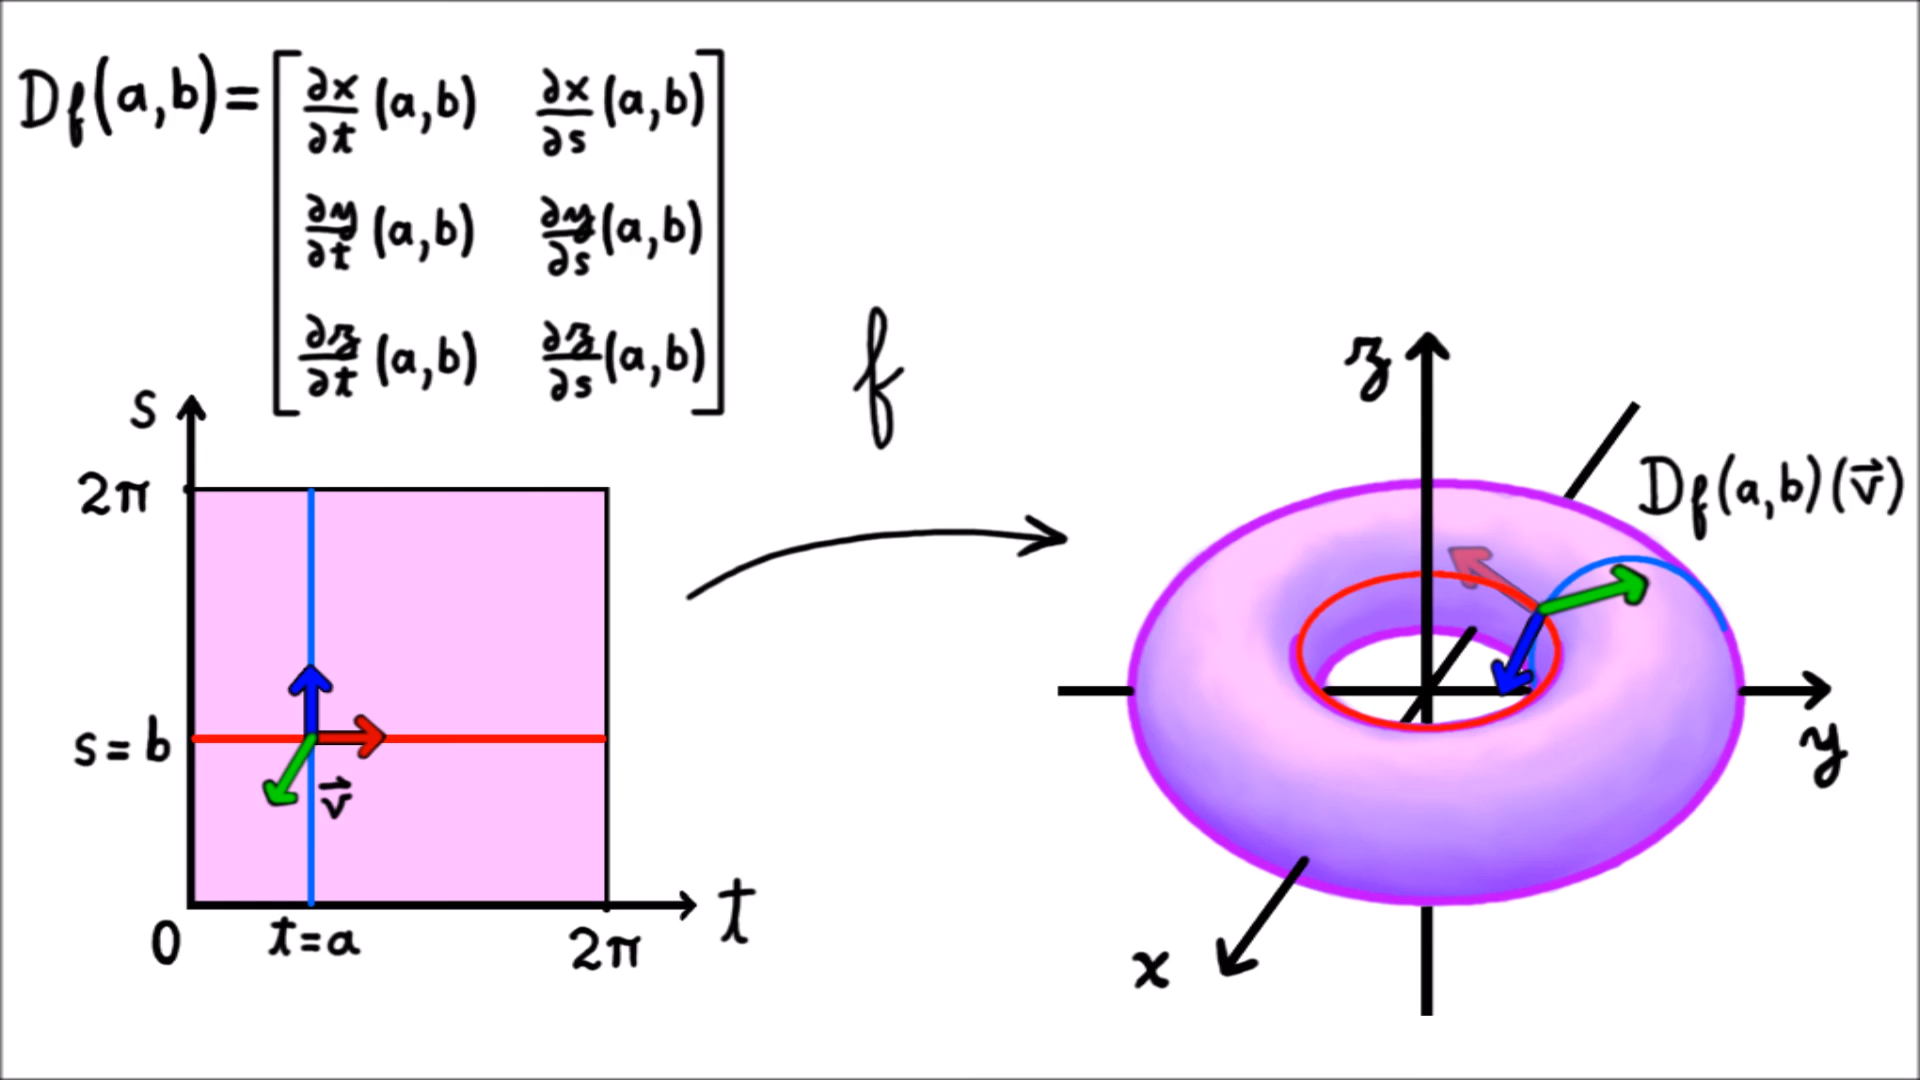 Df(a,b)=
∂x/∂t (a,b) ∂x/∂s (a,b)
∂y/∂t (a,b) ∂y/∂s (a,b)
∂z/∂t (a,b) ∂z/∂s (a,b)
f
s
2π
s=b
v⃗
0
t=a
2π
t
z
Df(a,b)(v⃗)
y
x